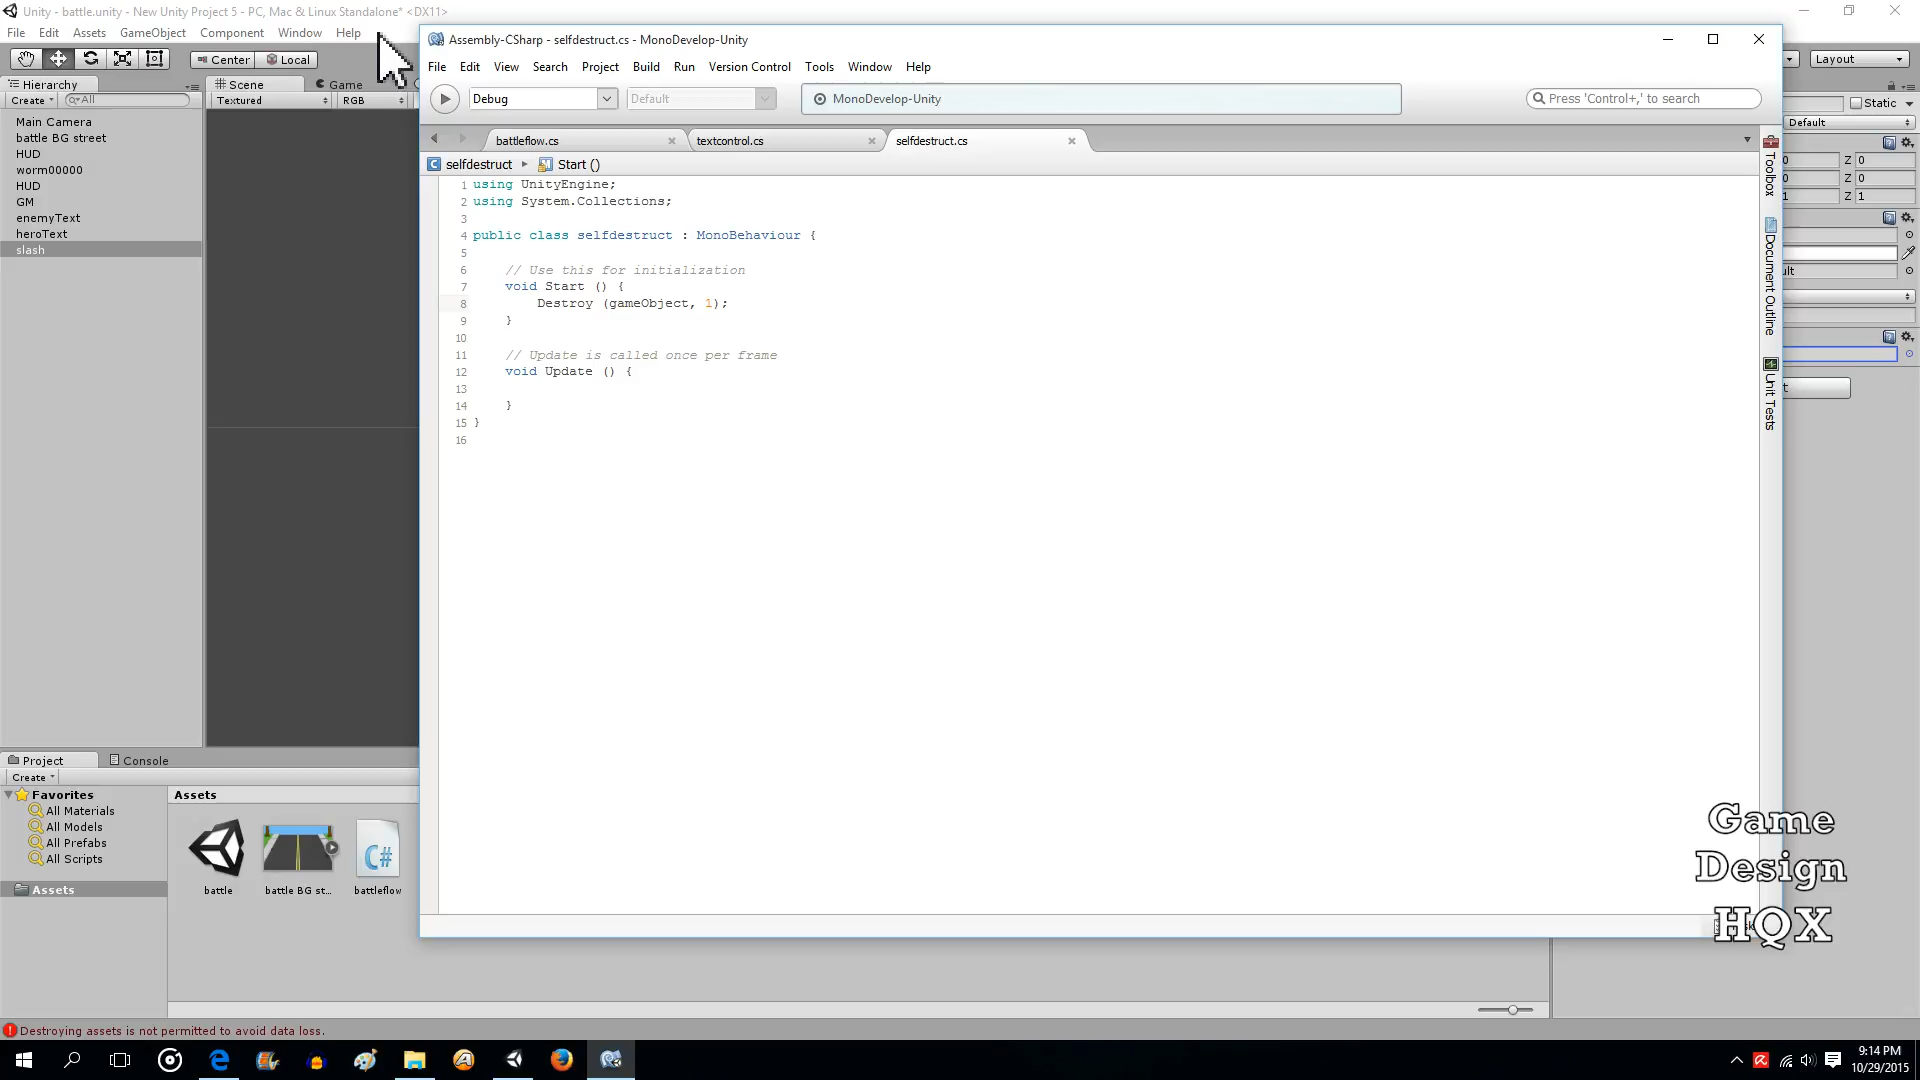 Unity - battle.unity - New Unity Project 5 - PC, Mac & Linux Standalone* <DX11>
File Edit Assets GameObject Component Window Help
Center Local
Layout
Hierarchy
Create All
Main Camera
battle BG street
HUD
worm00000
HUD
GM
enemyText
heroText
slash
Scene Game
Textured RGB
Assembly-CSharp - selfdestruct.cs - MonoDevelop-Unity
File Edit View Search Project Build Run Version Control Tools Window Help
Debug Default MonoDevelop-Unity Press 'Control+,' to search
battleflow.cs textcontrol.cs selfdestruct.cs
selfdestruct Start ()
1 using UnityEngine;
2 using System.Collections;
3
4 public class selfdestruct : MonoBehaviour {
5
6 // Use this for initialization
7 void Start () {
8 Destroy (gameObject, 1);
9 }
10
11 // Update is called once per frame
12 void Update () {
13
14 }
15 }
16
Toolbox
Document Outline
Unit Tests
Static
Default
0 Z 0
0 Z 0
1 Z 1
Project Console
Create
Favorites
All Materials
All Models
All Prefabs
All Scripts
Assets
Assets
battle battle BG st... battleflow
Game
Design
HQX
Destroying assets is not permitted to avoid data loss.
9:14 PM
10/29/2015